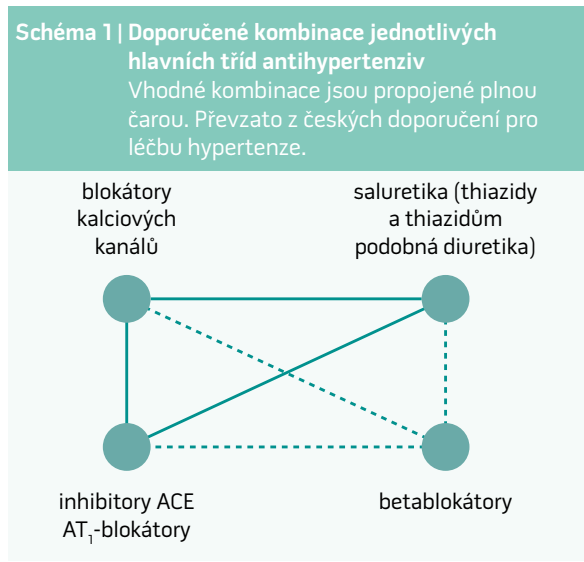 Schéma 1 | Doporučené kombinace jednotlivých
hlavních tříd antihypertenziv
Vhodné kombinace jsou propojené plnou
čarou. Převzato z českých doporučení pro
léčbu hypertenze.
blokátory
kalciových
kanálů
saluretika (thiazidy
a thiazidům
podobná diuretika)
inhibitory ACE
AT₁-blokátory
betablokátory